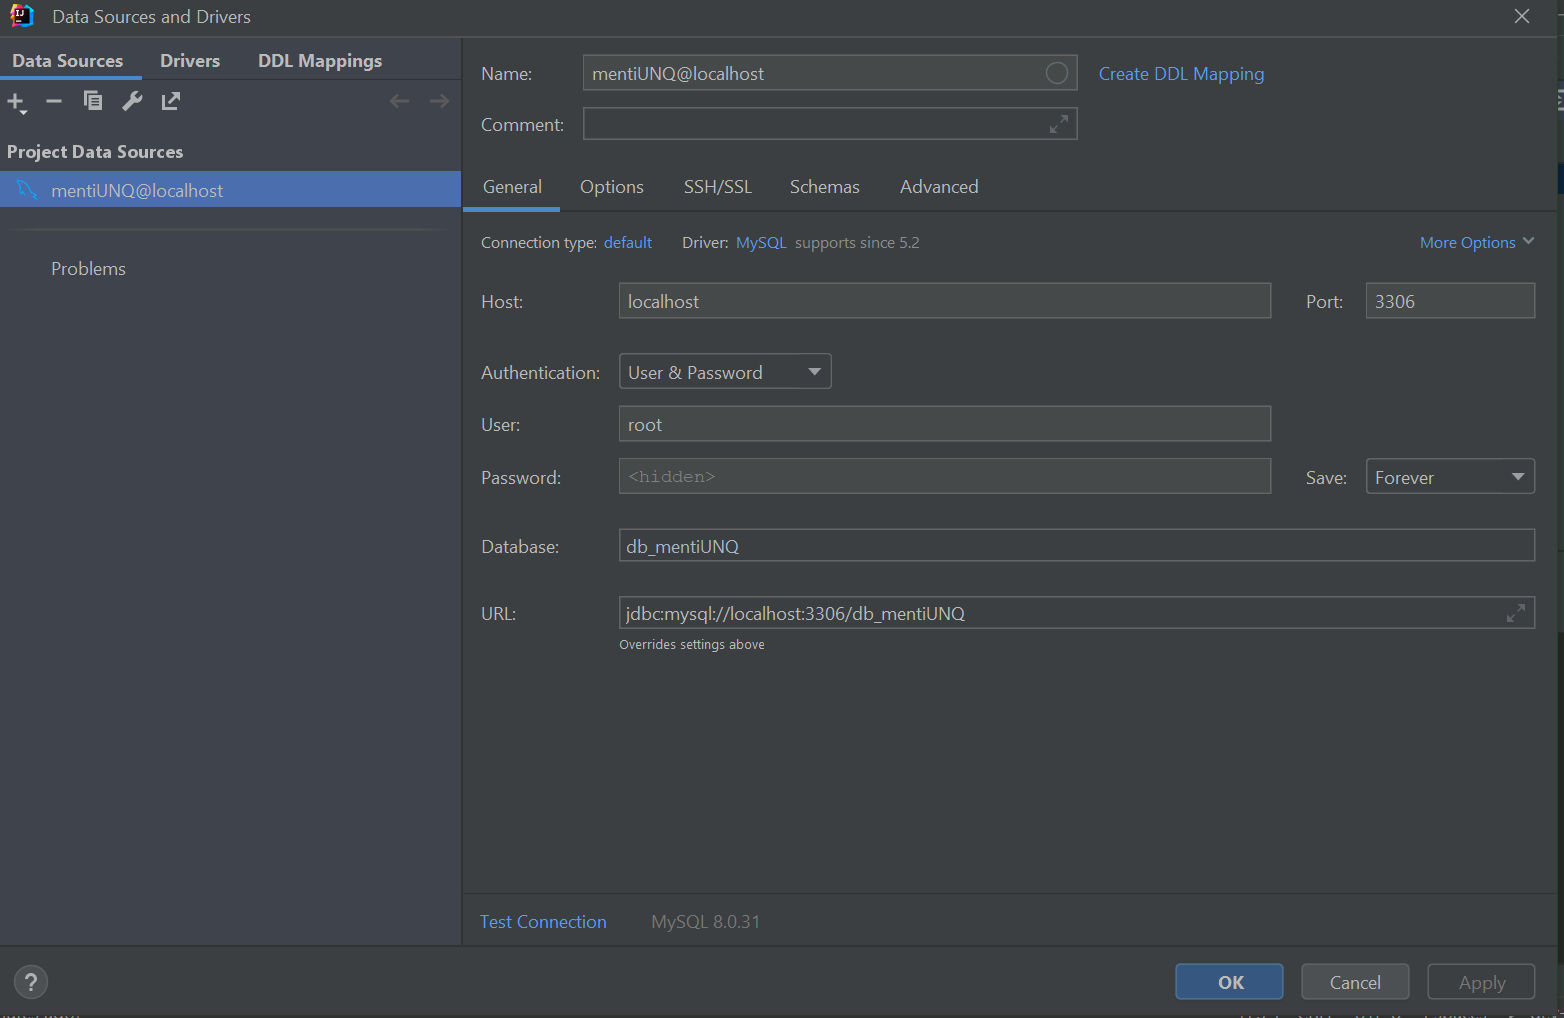 Data Sources and Drivers
Data Sources Drivers DDL Mappings
Project Data Sources
mentiUNQ@localhost
Problems
Name: mentiUNQ@localhost Create DDL Mapping
Comment:
General Options SSH/SSL Schemas Advanced
Connection type: default Driver: MySQL supports since 5.2 More Options
Host: localhost Port: 3306
Authentication: User & Password
User: root
Password: <hidden> Save: Forever
Database: db_mentiUNQ
URL: jdbc:mysql://localhost:3306/db_mentiUNQ
Overrides settings above
Test Connection MySQL 8.0.31
? OK Cancel Apply